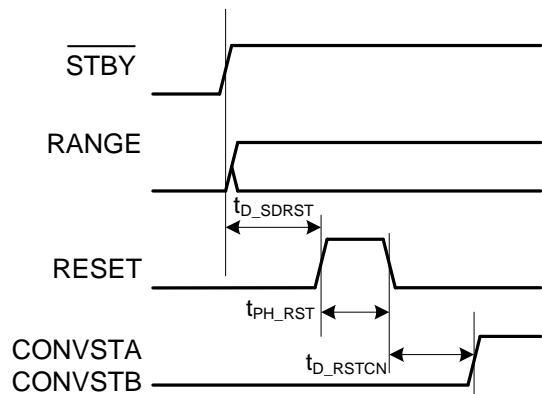 STBY
RANGE
tD_SDRST
RESET
tPH_RST
CONVSTA
CONVSTB
tD_RSTCN